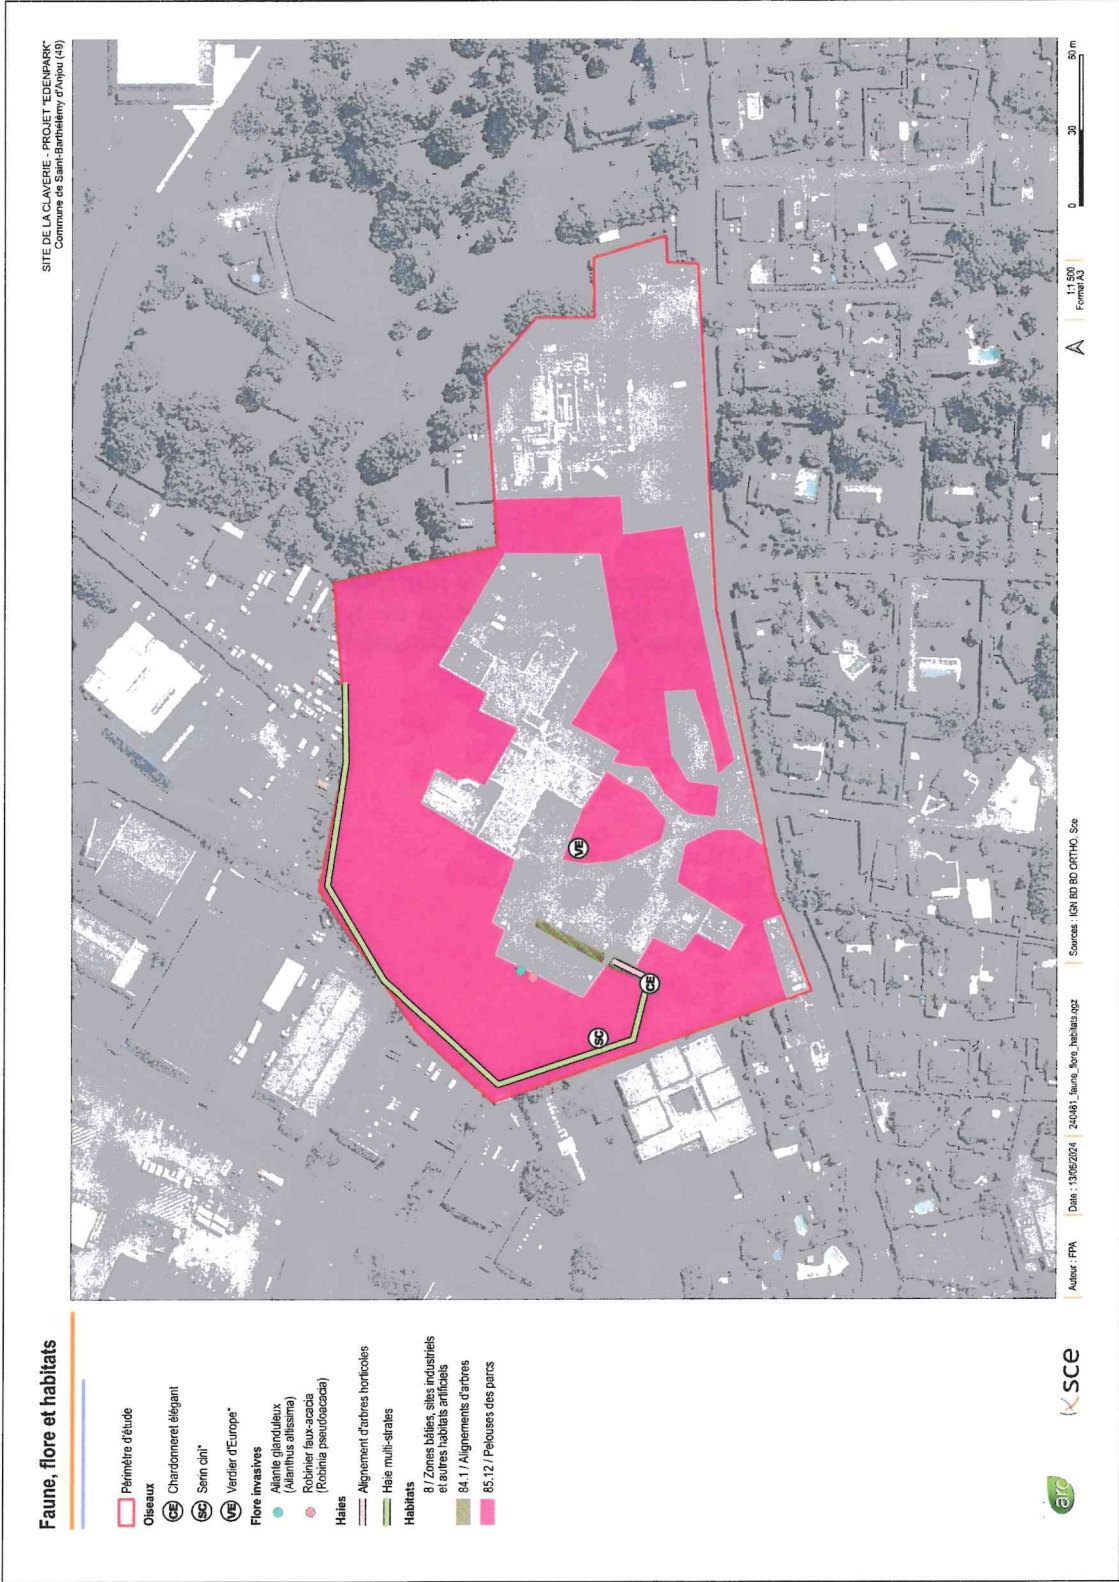 SITE DE LA CLAVERIE - PROJET "EDENPARK"
Commune de Saint-Barthélemy d'Anjou (49)
Faune, flore et habitats
Périmètre d'étude
Oiseaux
CE Chardonneret élégant
SC Serin cini*
VE Verdier d'Europe*
Flore invasives
Ailante glanduleux
(Ailanthus altissima)
Robinier faux-acacia
(Robinia pseudoacacia)
Haies
Alignement d'arbres horticoles
Haie multi-strates
Habitats
8 / Zones bâties, sites industriels
et autres habitats artificiels
84.1 / Alignements d'arbres
85.12 / Pelouses des parcs
SC
CE
VE
arc
sce
Auteur : FPA
Date : 13/06/2024
240481_faune_flore_habitats.qgz
Sources : IGN BD BD ORTHO, Sce
1:1 500
Format A3
0 30 60 m